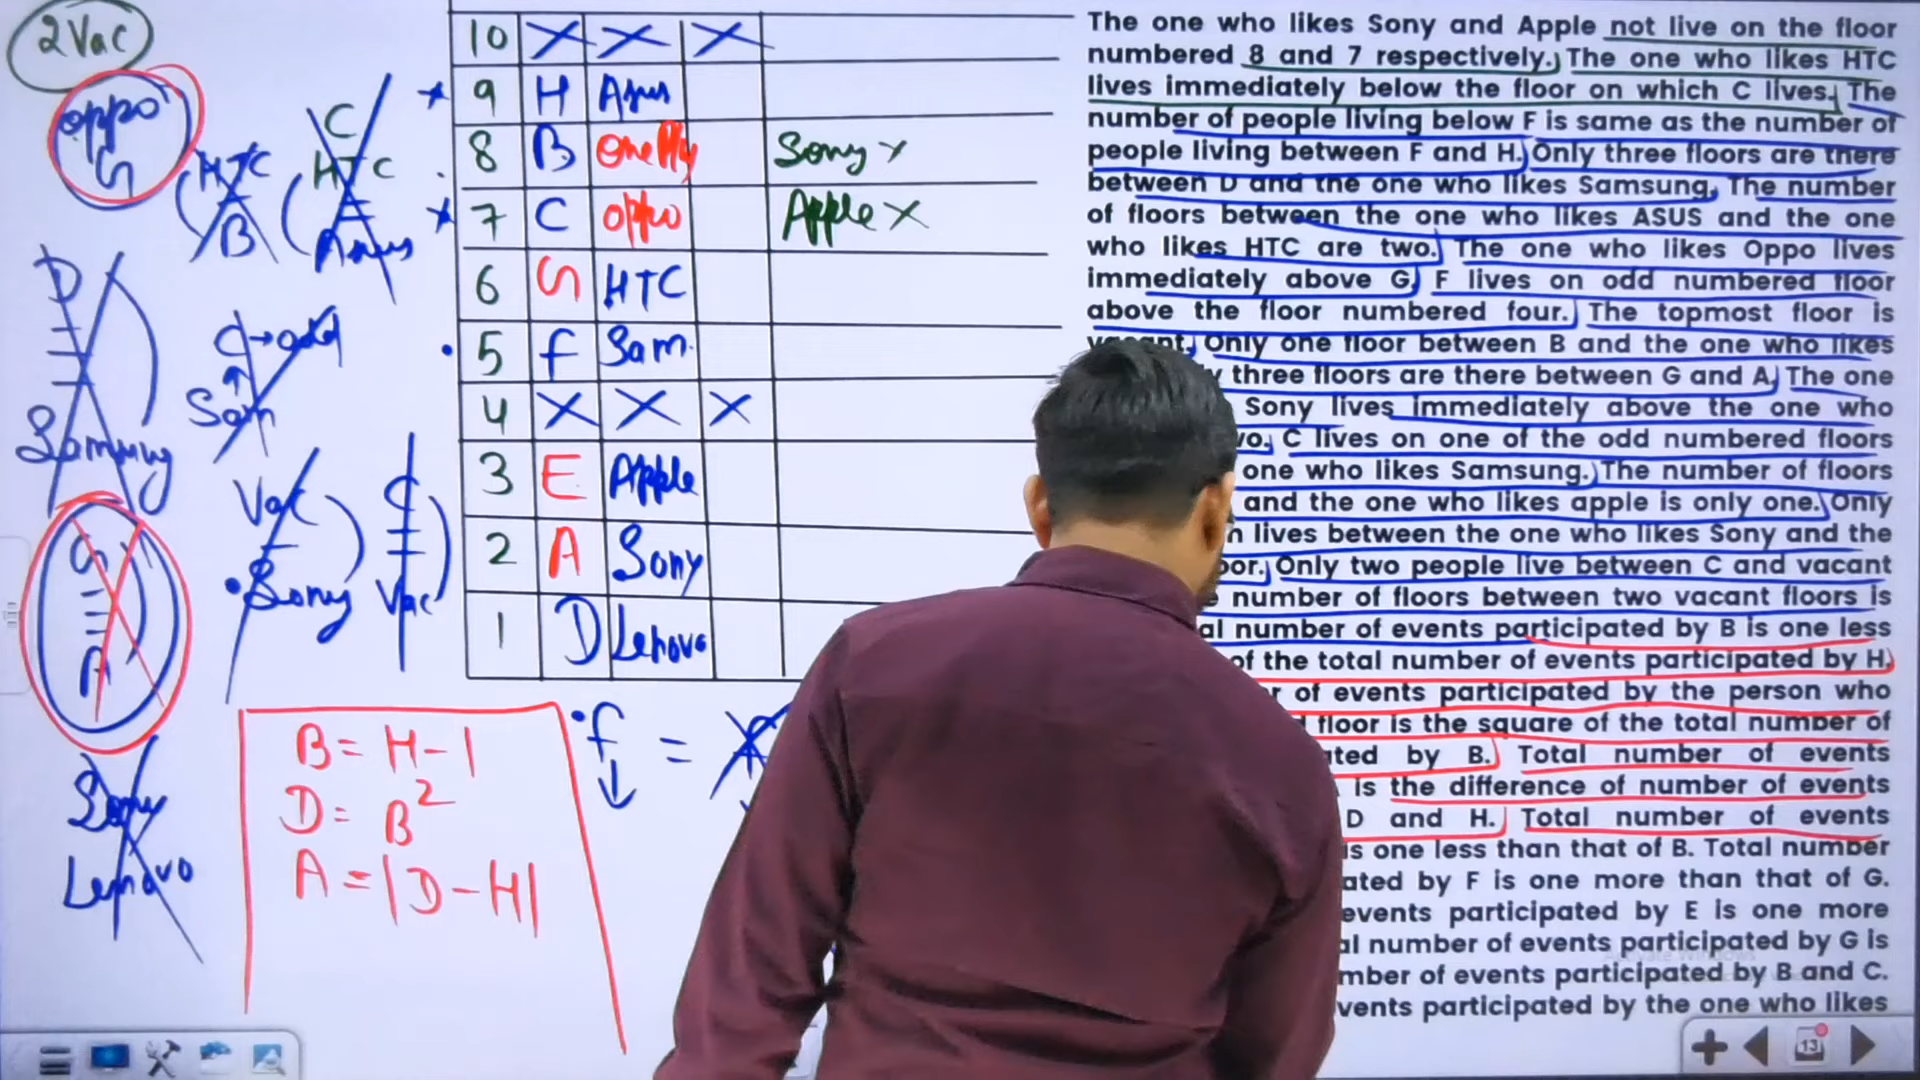 2Vac
oppo
G
HTC
B
C
HTC
Asus
D
Samsung
C→odd
Sam
Vac
Sony
C
Vac
G
A
Sony
Lenovo
10 X X X
9 H Asus
8 B Sony X
7 C oppo Apple X
6 G HTC
5 F Sam.
4 X X X
3 E Apple
2 A Sony
1 D Lenovo
B = H - 1
D = B²
A = |D - H|
f =
The one who likes Sony and Apple not live on the floor
numbered 8 and 7 respectively. The one who likes HTC
lives immediately below the floor on which C lives. The
number of people living below F is same as the number of
people living between F and H. Only three floors are there
between D and the one who likes Samsung. The number
of floors between the one who likes ASUS and the one
who likes HTC are two. The one who likes Oppo lives
immediately above G. F lives on odd numbered floor
above the floor numbered four. The topmost floor is
Only one floor between B and the one who likes
three floors are there between G and A. The one
Sony lives immediately above the one who
C lives on one of the odd numbered floors
one who likes Samsung. The number of floors
and the one who likes apple is only one. Only
lives between the one who likes Sony and the
Only two people live between C and vacant
number of floors between two vacant floors is
number of events participated by B is one less
of the total number of events participated by H.
of events participated by the person who
floor is the square of the total number of
by B. Total number of events
is the difference of number of events
D and H. Total number of events
is one less than that of B. Total number
by F is one more than that of G.
events participated by E is one more
number of events participated by G is
of events participated by B and C.
participated by the one who likes
13